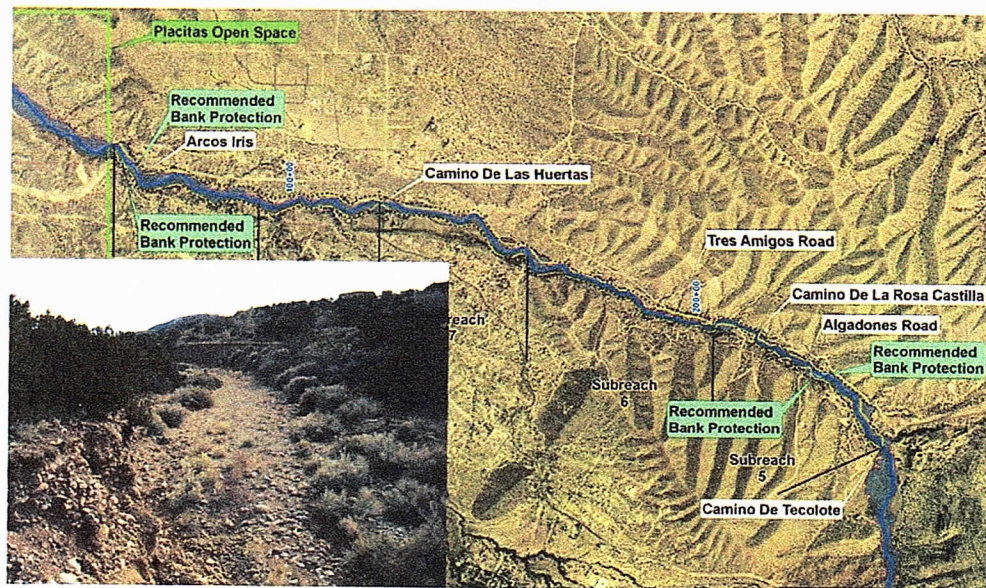 Placitas Open Space
Recommended
Bank Protection
Arcos Iris
100+00
Camino De Las Huertas
Recommended
Bank Protection
Tres Amigos Road
200+00
Camino De La Rosa Castilla
Algadones Road
Recommended
Bank Protection
Subreach
6
Recommended
Bank Protection
Subreach
5
Camino De Tecolote
7